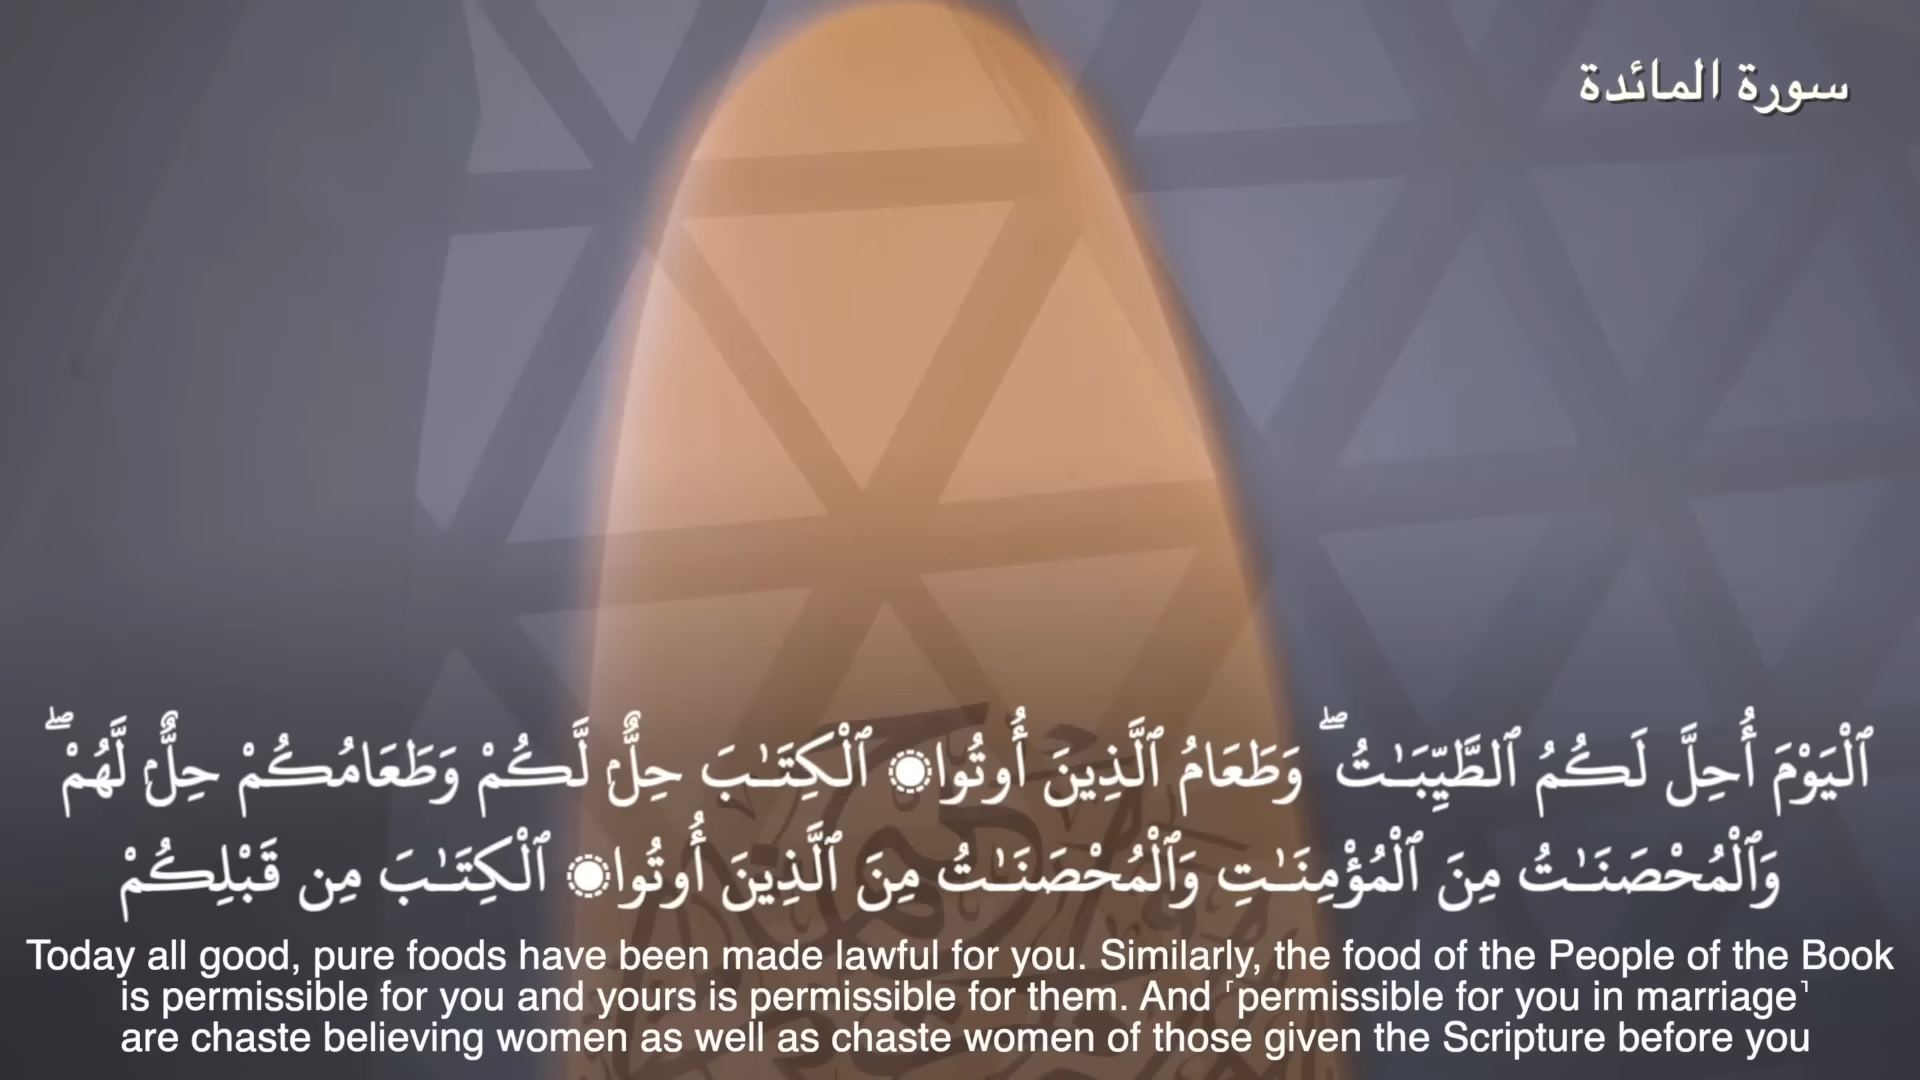 سورة المائدة
ٱلْيَوْمَ أُحِلَّ لَكُمُ ٱلطَّيِّبَـٰتُ ۖ وَطَعَامُ ٱلَّذِينَ أُوتُوا۟ ٱلْكِتَـٰبَ حِلٌّ لَّكُمْ وَطَعَامُكُمْ حِلٌّ لَّهُمْ ۖ
وَٱلْمُحْصَنَـٰتُ مِنَ ٱلْمُؤْمِنَـٰتِ وَٱلْمُحْصَنَـٰتُ مِنَ ٱلَّذِينَ أُوتُوا۟ ٱلْكِتَـٰبَ مِن قَبْلِكُمْ
Today all good, pure foods have been made lawful for you. Similarly, the food of the People of the Book
is permissible for you and yours is permissible for them. And ˹permissible for you in marriage˺
are chaste believing women as well as chaste women of those given the Scripture before you